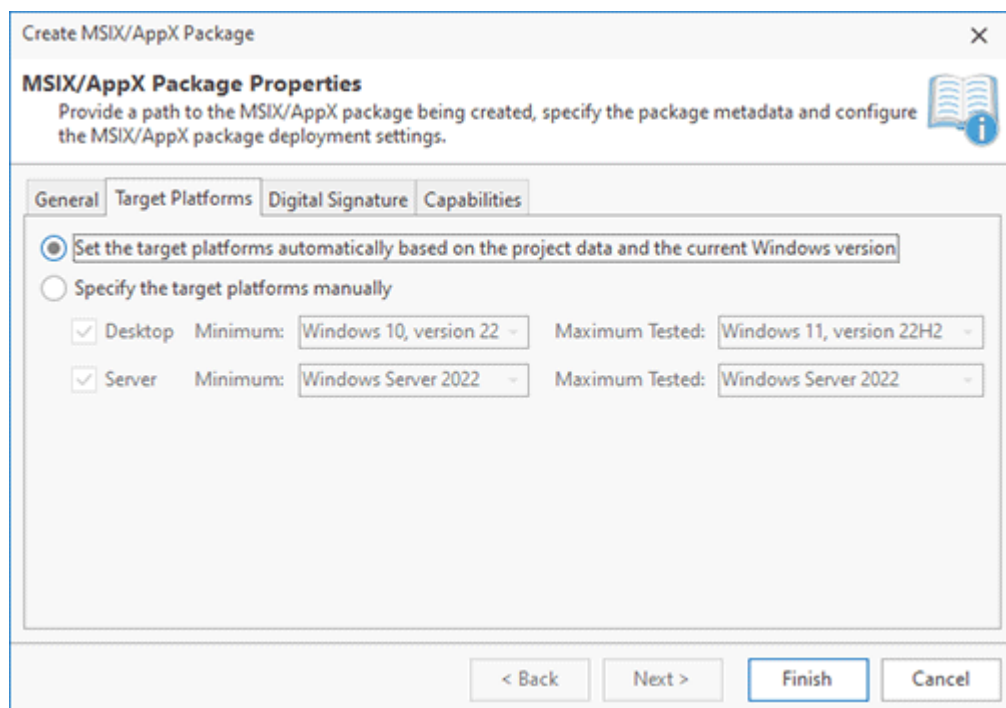 Create MSIX/AppX Package
MSIX/AppX Package Properties
Provide a path to the MSIX/AppX package being created, specify the package metadata and configure
the MSIX/AppX package deployment settings.
General Target Platforms Digital Signature Capabilities
Set the target platforms automatically based on the project data and the current Windows version
Specify the target platforms manually
Desktop Minimum: Windows 10, version 22 Maximum Tested: Windows 11, version 22H2
Server Minimum: Windows Server 2022 Maximum Tested: Windows Server 2022
< Back Next > Finish Cancel